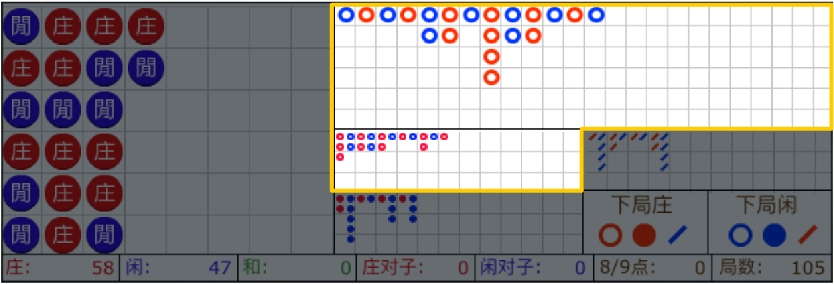 閒 庄 庄 庄
庄 庄 閒 閒
閒 閒 閒
庄 庄 庄
閒 庄 庄
閒 庄 閒
下局庄 下局闲
庄: 58 闲: 47 和: 0 庄对子: 0 闲对子: 0 8/9点: 0 局数: 105